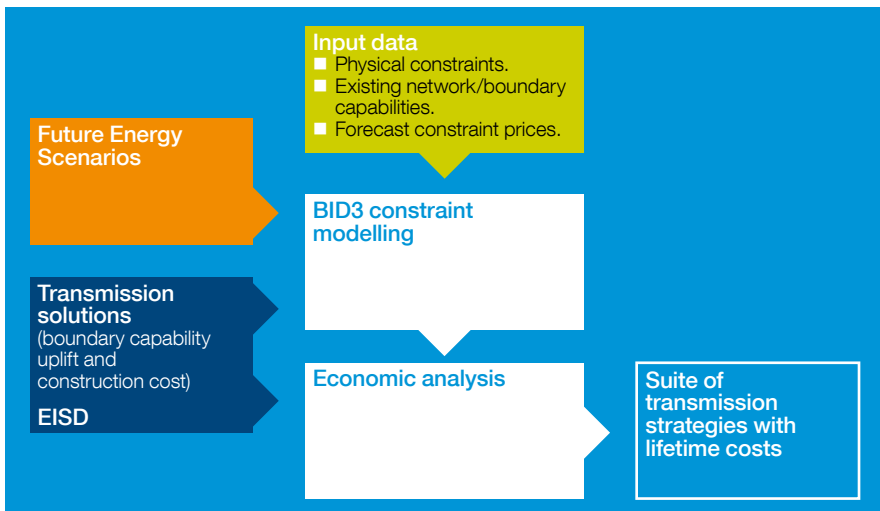 Input data
Physical constraints.
Existing network/boundary
capabilities.
Forecast constraint prices.
Future Energy
Scenarios
BID3 constraint
modelling
Transmission
solutions
(boundary capability
uplift and
construction cost)
EISD
Economic analysis
Suite of
transmission
strategies with
lifetime costs